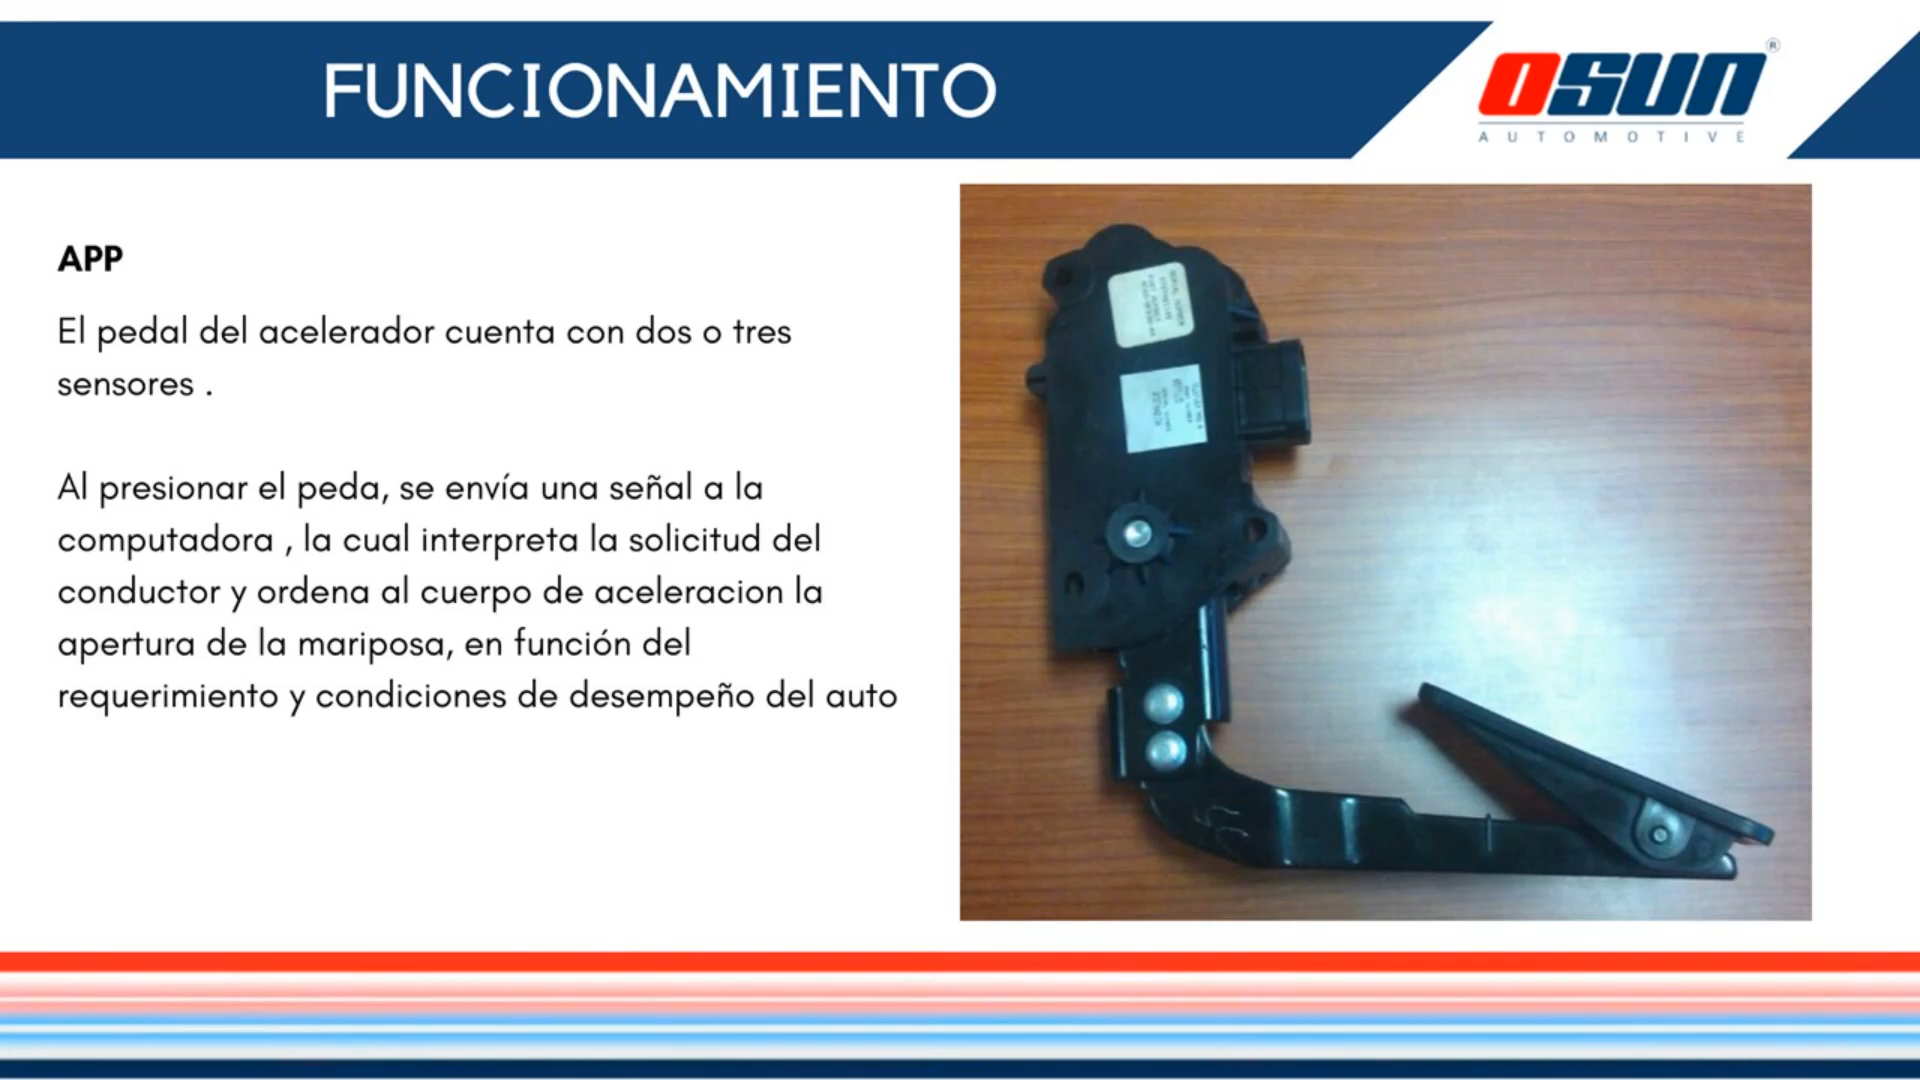 FUNCIONAMIENTO
OSUN
®
AUTOMOTIVE
APP
El pedal del acelerador cuenta con dos o tres
sensores .
Al presionar el peda, se envía una señal a la
computadora , la cual interpreta la solicitud del
conductor y ordena al cuerpo de aceleracion la
apertura de la mariposa, en función del
requerimiento y condiciones de desempeño del auto